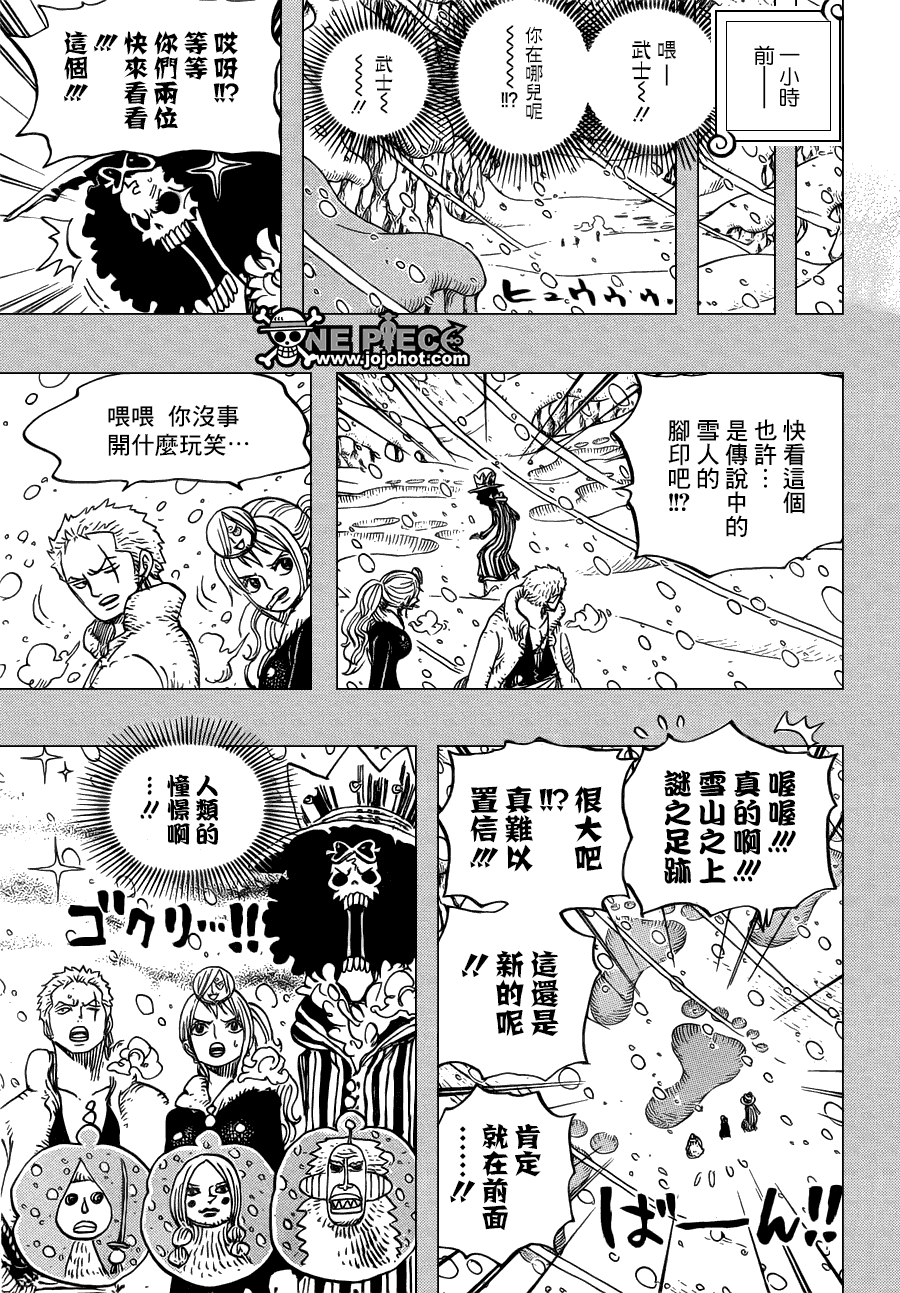 一小時
前——
喂—
武士～～!!
你在哪兒呢
～～～～!!?
武士～～
ヒュウゥゥ...
哎呀!!?
等等
你們兩位
快來看看
這個!!!
!!!
ONE PIECE
www.jojohot.com
快看這個
也許…
是傳說中的
雪人的
腳印吧!!?
喂喂 你沒事
開什麼玩笑…
喔喔!!!
真的啊!!!
雪山之上
謎之足跡
很大吧
!!?
真難以
置信!!!
這還是
新的呢
!!
肯定
就在前面
……!!
ばーん!!
人類的
憧憬啊
…!!
ゴクリ…!!